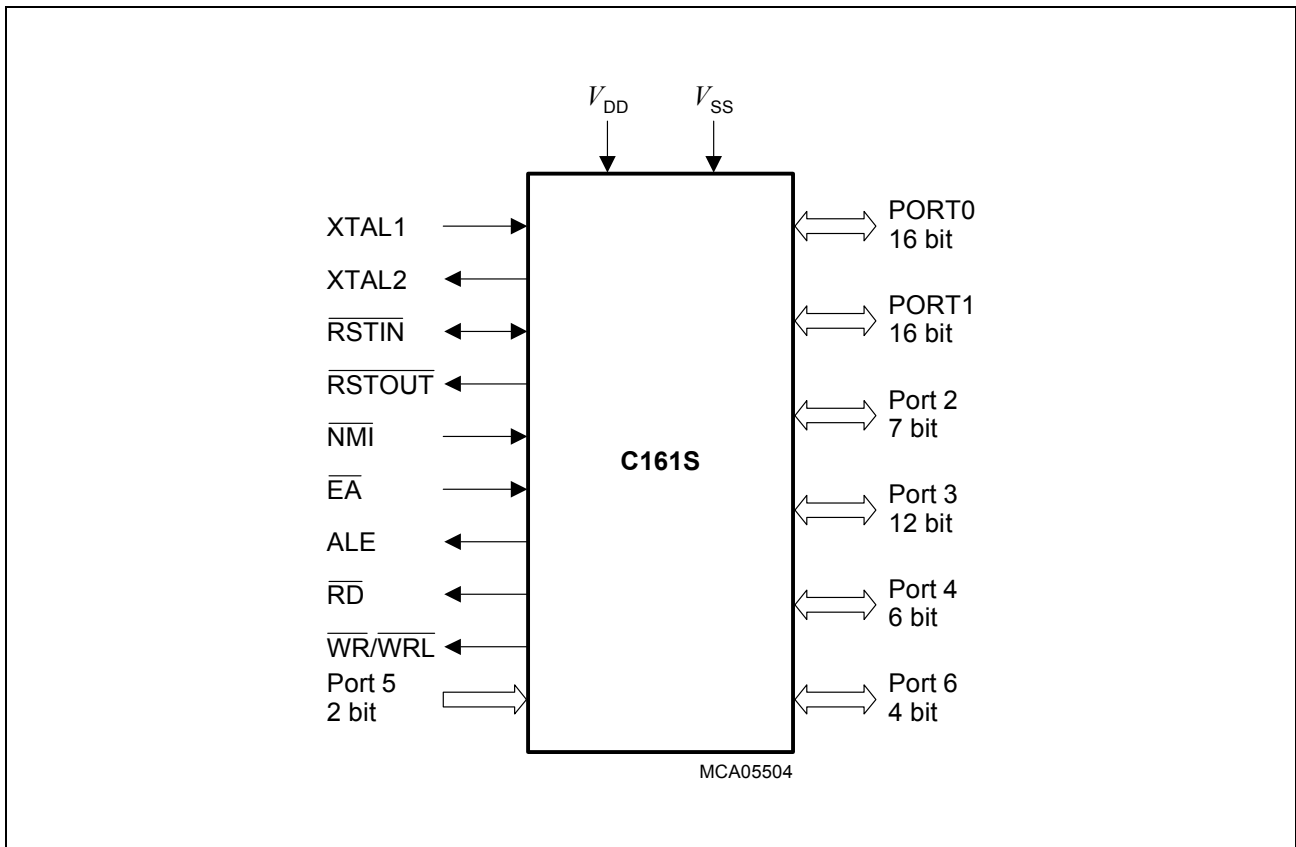 V DD
V SS
XTAL1
XTAL2
RSTIN
RSTOUT
NMI
EA
ALE
RD
WR/WRL
Port 5
2 bit
C161S
PORT0
16 bit
PORT1
16 bit
Port 2
7 bit
Port 3
12 bit
Port 4
6 bit
Port 6
4 bit
MCA05504